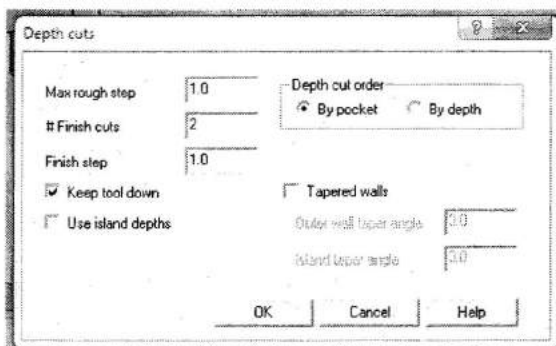 Depth cuts
Max rough step 1.0
# Finish cuts 2
Finish step 1.0
Keep tool down
Use island depths
Depth cut order
By pocket By depth
Tapered walls
Outer wall taper angle 3.0
Island taper angle 3.0
OK Cancel Help